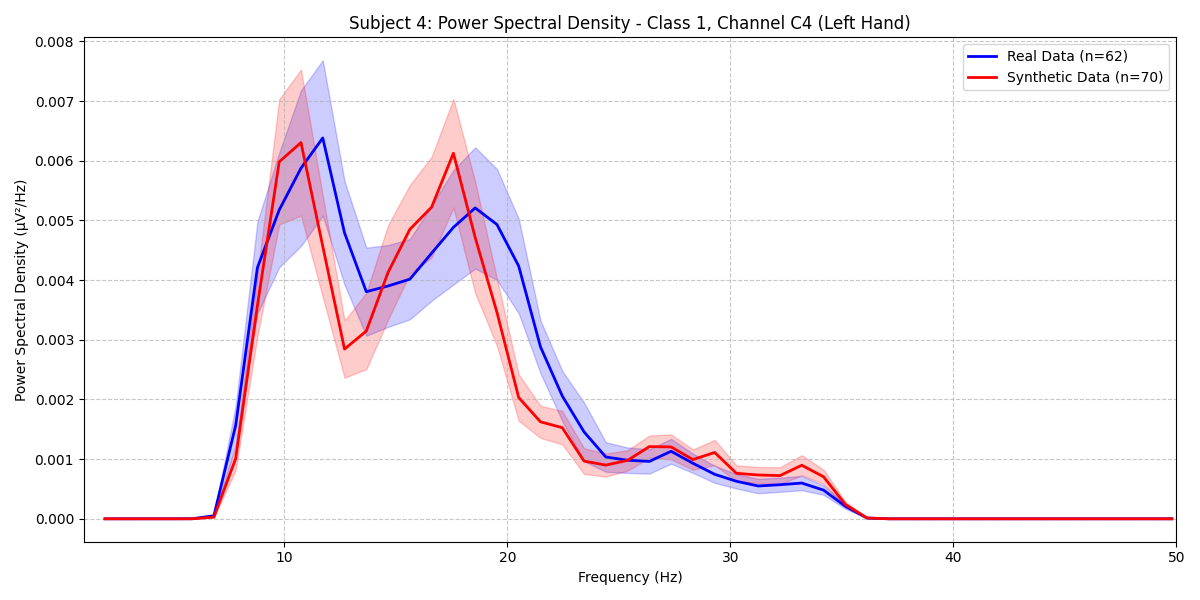 Subject 4: Power Spectral Density - Class 1, Channel C4 (Left Hand)
Real Data (n=62)
Synthetic Data (n=70)
Power Spectral Density (μV²/Hz)
0.008
0.007
0.006
0.005
0.004
0.003
0.002
0.001
0.000
10 20 30 40 50
Frequency (Hz)